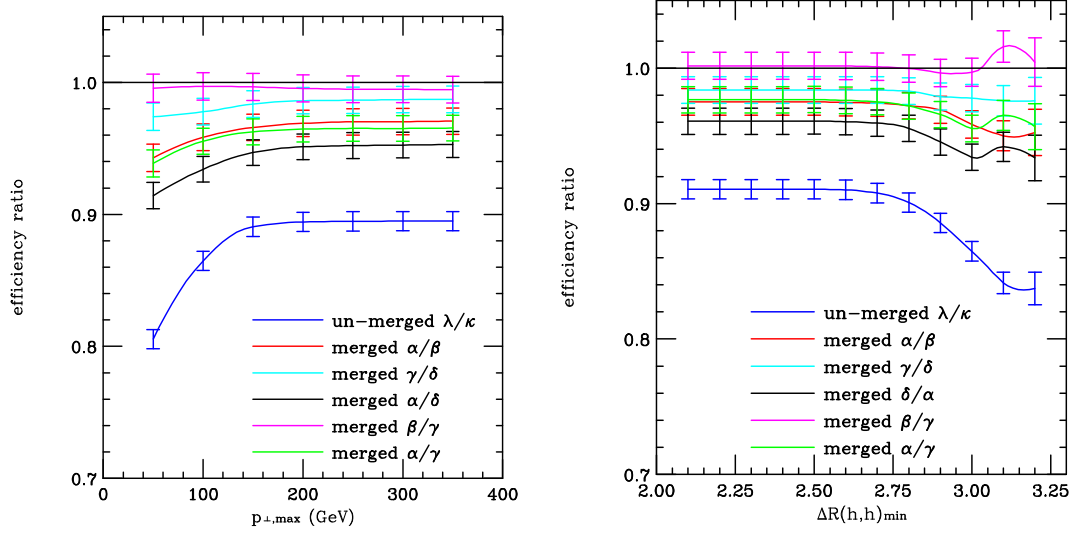 efficiency ratio
1.0
0.9
0.8
0.7
un-merged λ/κ
merged α/β
merged γ/δ
merged α/δ
merged β/γ
merged α/γ
0 100 200 300 400
p⊥,max (GeV)
efficiency ratio
1.0
0.9
0.8
0.7
un-merged λ/κ
merged α/β
merged γ/δ
merged δ/α
merged β/γ
merged α/γ
2.00 2.25 2.50 2.75 3.00 3.25
ΔR(h,h)min